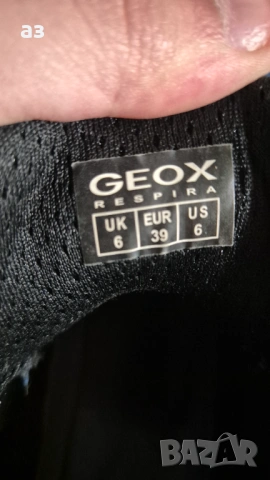 a3
GEOX
RESPIRA
UK EUR US
6 39 6
BAZAR